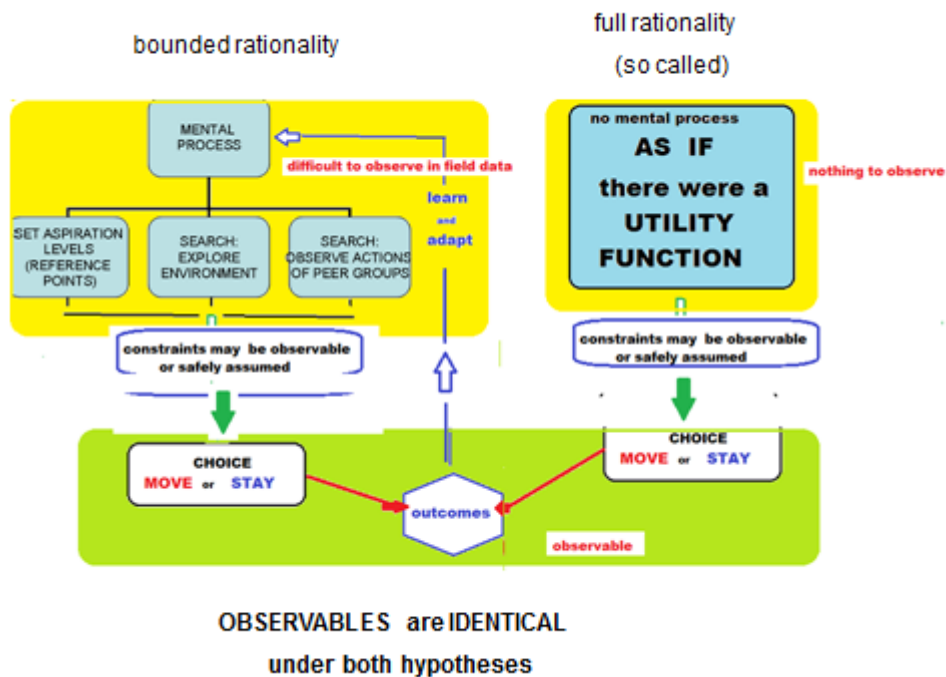 bounded rationality
full rationality
(so called)
MENTAL
PROCESS
difficult to observe in field data
learn
and
adapt
SET ASPIRATION
LEVELS
(REFERENCE
POINTS)
SEARCH:
EXPLORE
ENVIRONMENT
SEARCH:
OBSERVE ACTIONS
OF PEER GROUPS
no mental process
AS IF
there were a
UTILITY
FUNCTION
nothing to observe
constraints may be observable
or safely assumed
constraints may be observable
or safely assumed
CHOICE
MOVE or STAY
CHOICE
MOVE or STAY
outcomes
observable
OBSERVABLES are IDENTICAL
under both hypotheses